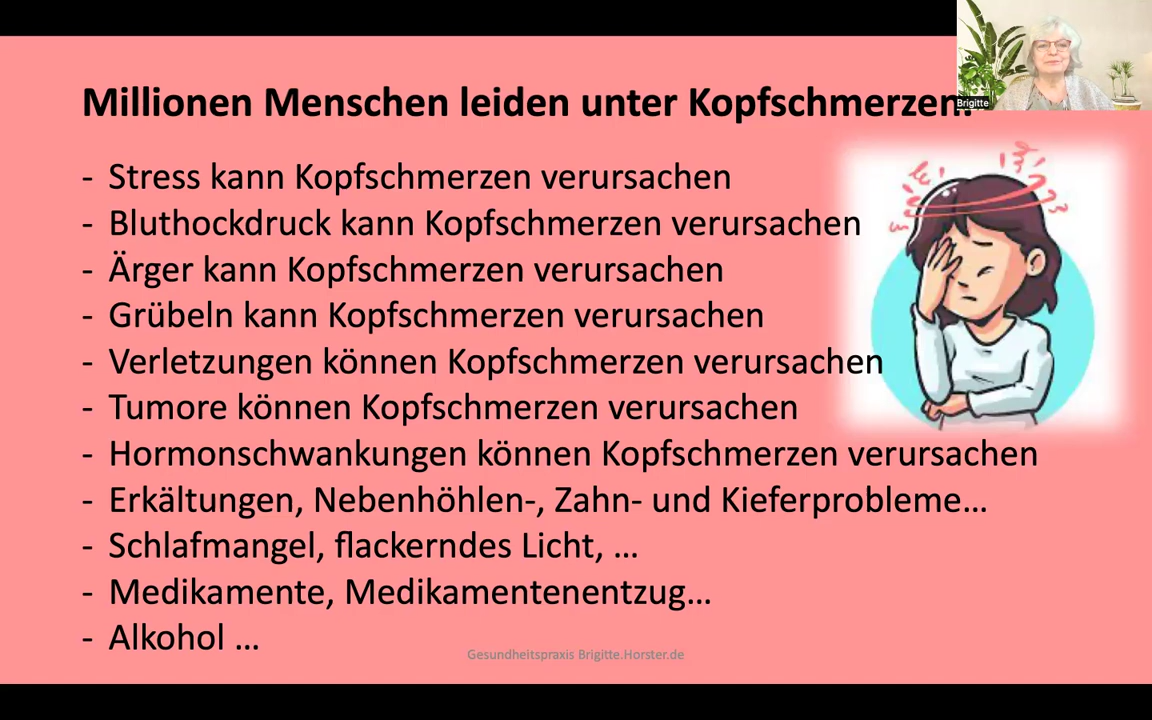 Brigitte
Millionen Menschen leiden unter Kopfschmerzen.
- Stress kann Kopfschmerzen verursachen
- Bluthockdruck kann Kopfschmerzen verursachen
- Ärger kann Kopfschmerzen verursachen
- Grübeln kann Kopfschmerzen verursachen
- Verletzungen können Kopfschmerzen verursachen
- Tumore können Kopfschmerzen verursachen
- Hormonschwankungen können Kopfschmerzen verursachen
- Erkältungen, Nebenhöhlen-, Zahn- und Kieferprobleme…
- Schlafmangel, flackerndes Licht, …
- Medikamente, Medikamentenentzug…
- Alkohol …
Gesundheitspraxis Brigitte.Horster.de